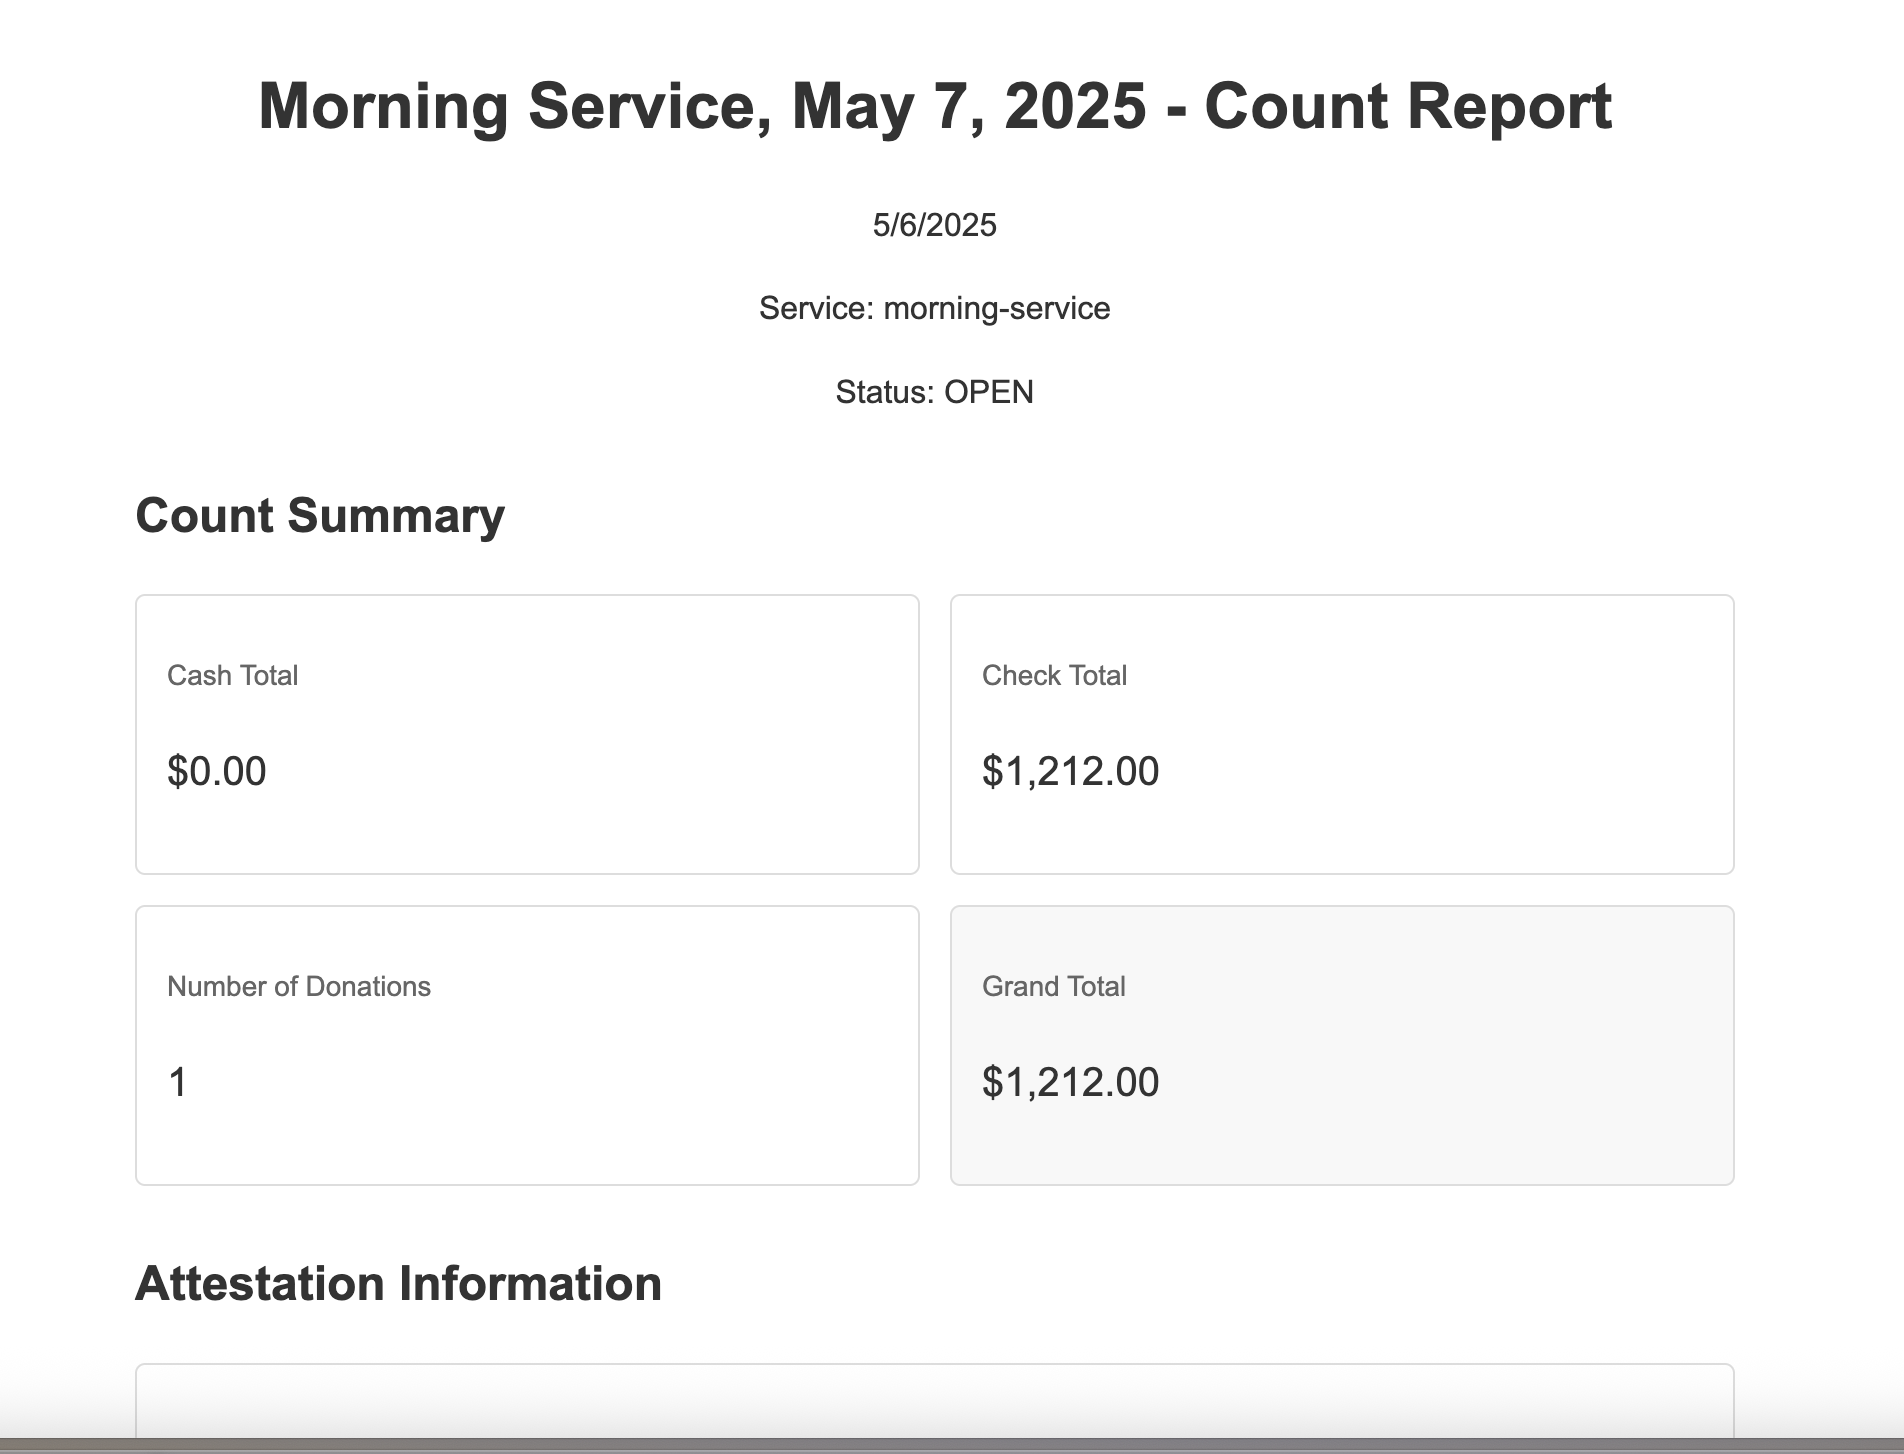 Morning Service, May 7, 2025 - Count Report
5/6/2025
Service: morning-service
Status: OPEN
Count Summary
Cash Total
$0.00
Check Total
$1,212.00
Number of Donations
1
Grand Total
$1,212.00
Attestation Information